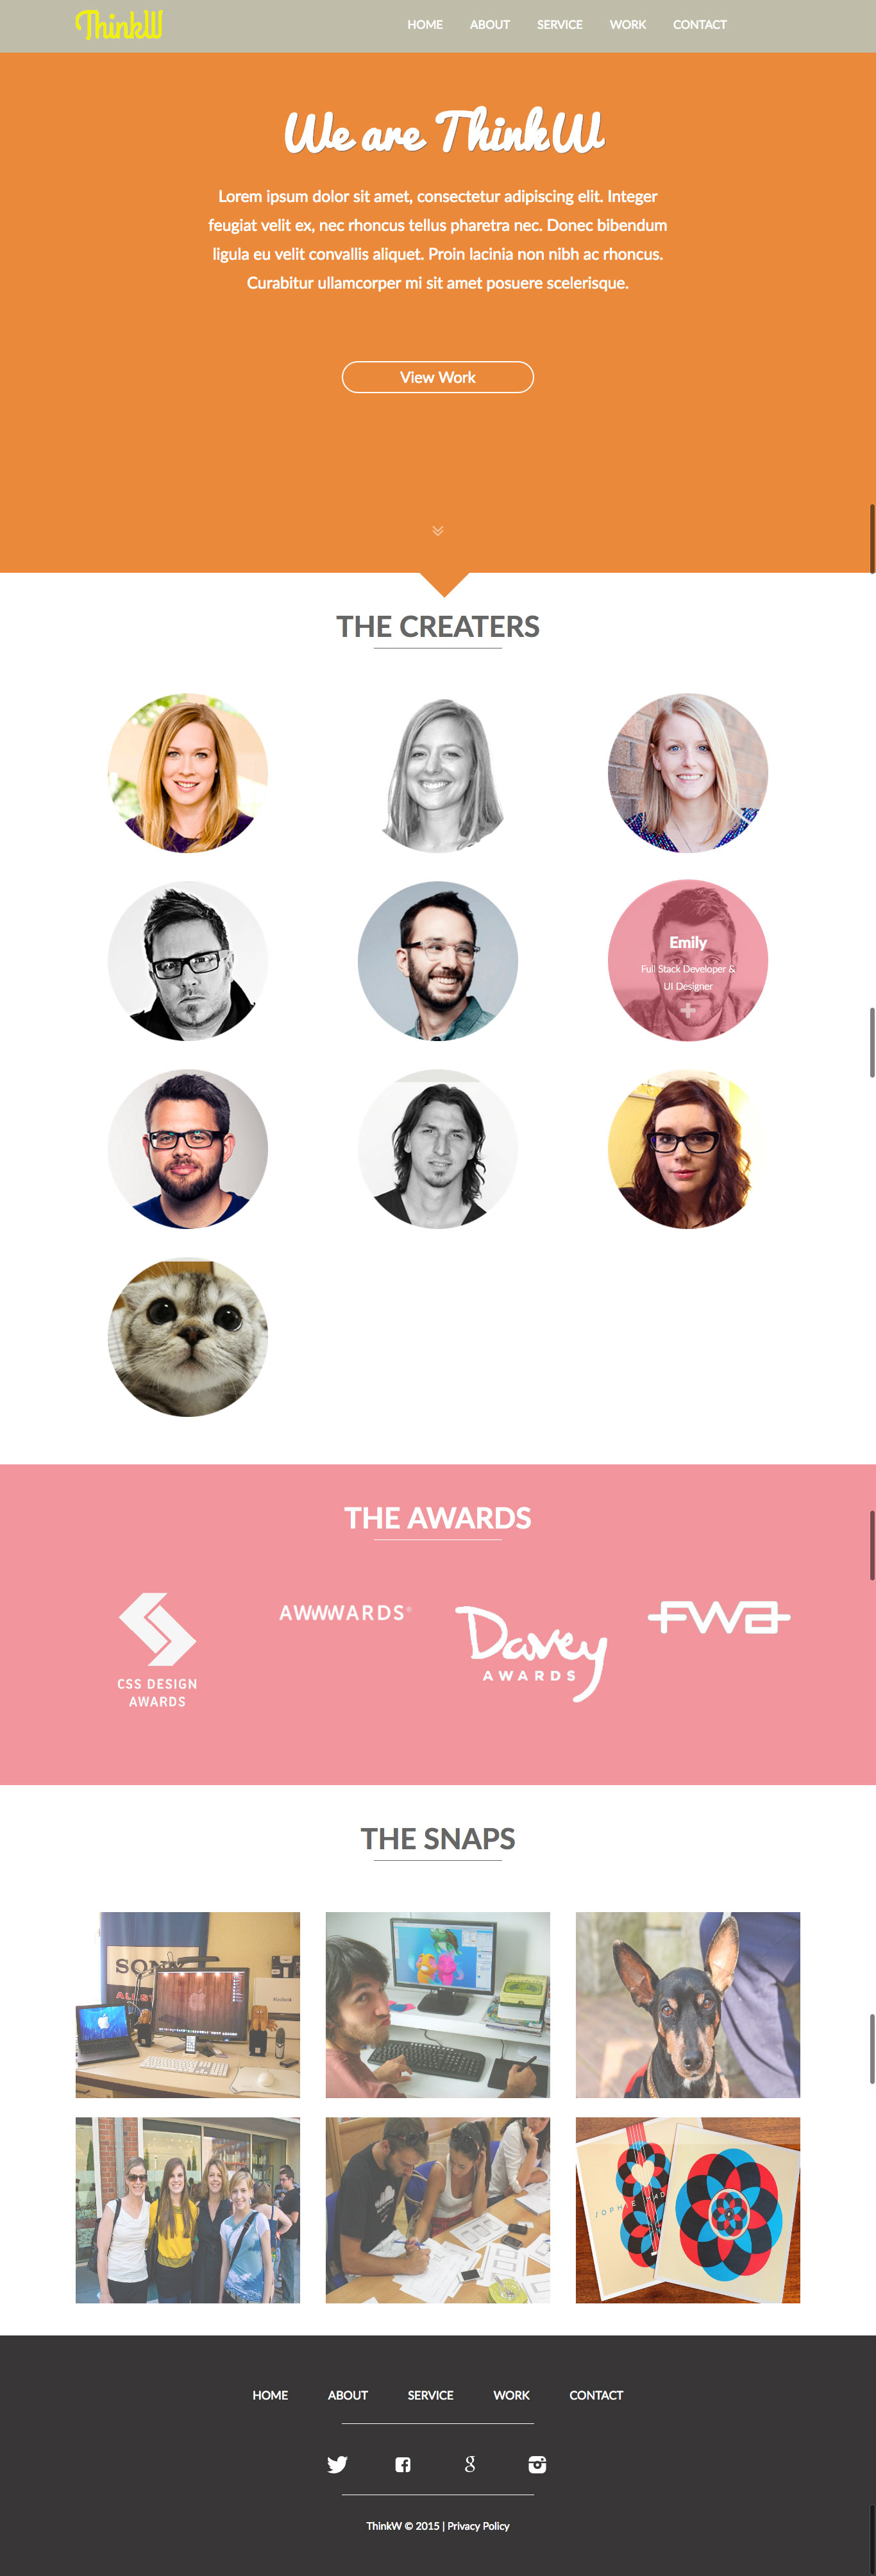 ThinkW
HOME ABOUT SERVICE WORK CONTACT
We are ThinkW
Lorem ipsum dolor sit amet, consectetur adipiscing elit. Integer
feugiat velit ex, nec rhoncus tellus pharetra nec. Donec bibendum
ligula eu velit convallis aliquet. Proin lacinia non nibh ac rhoncus.
Curabitur ullamcorper mi sit amet posuere scelerisque.
View Work
THE CREATERS
Emily
Full Stack Developer &
UI Designer
THE AWARDS
CSS DESIGN
AWARDS
AWWWARDS®
Davey
AWARDS
FWA
THE SNAPS
SONY
HOME ABOUT SERVICE WORK CONTACT
ThinkW © 2015 | Privacy Policy